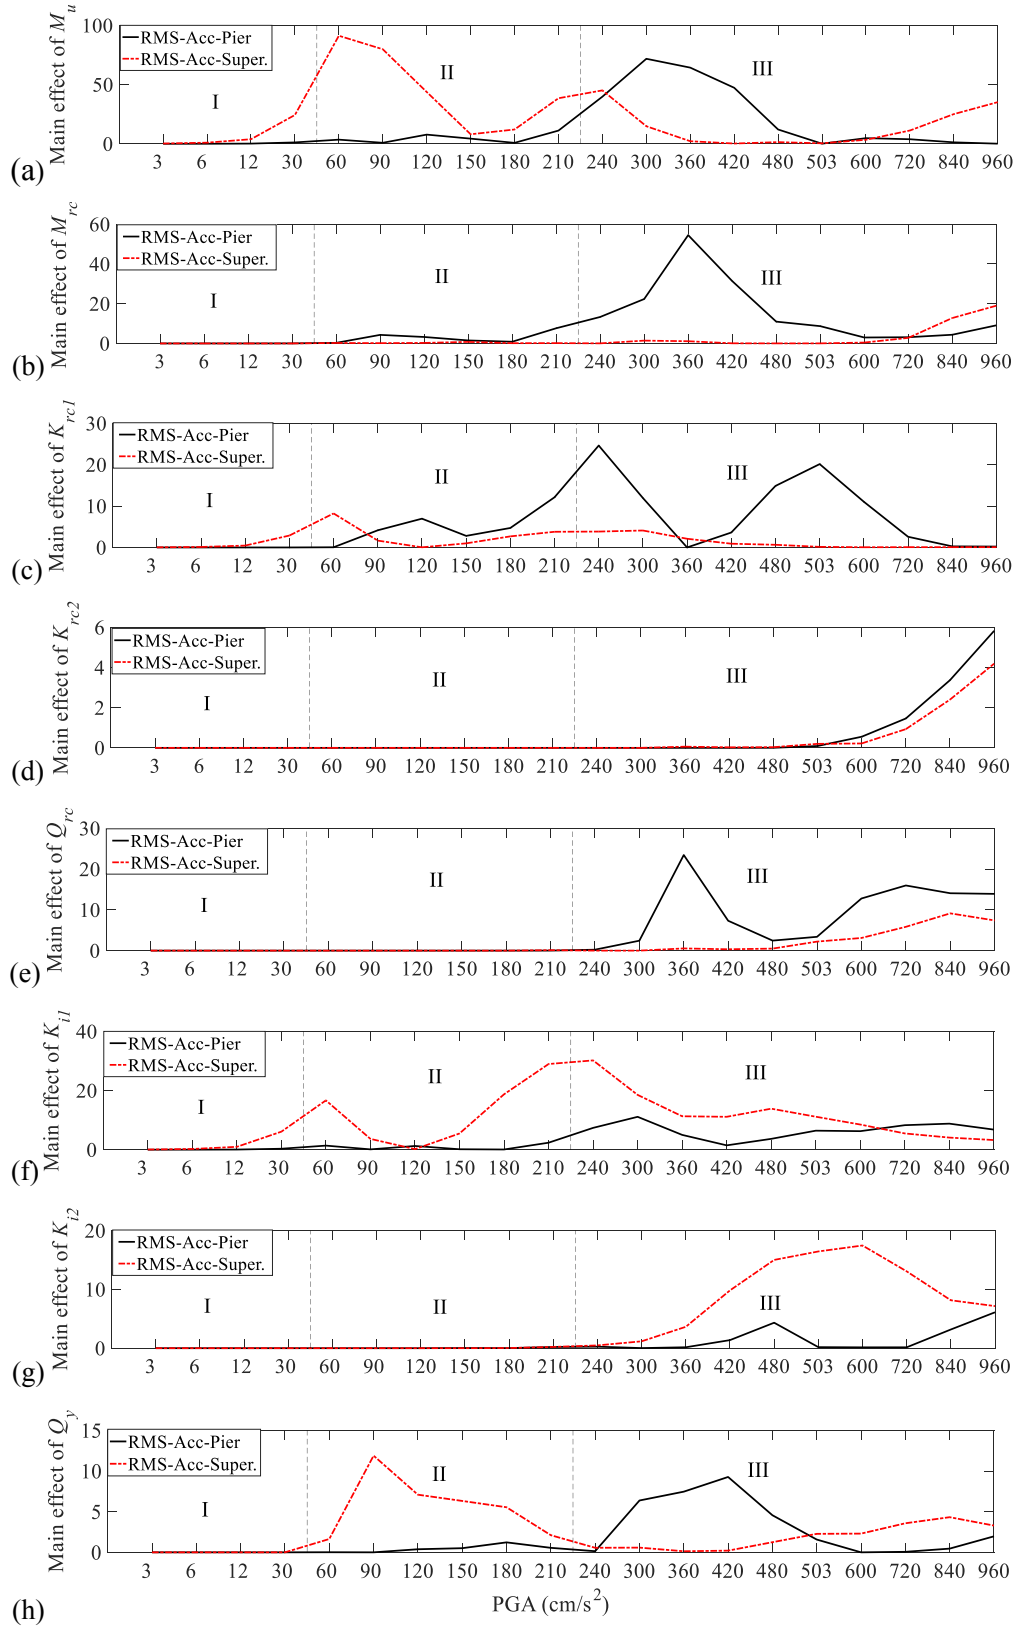 Main effect of M_u
100
50
0
RMS-Acc-Pier
RMS-Acc-Super.
I
II
III
3 6 12 30 60 90 120 150 180 210 240 300 360 420 480 503 600 720 840 960
(a)
Main effect of M_rc
60
40
20
0
RMS-Acc-Pier
RMS-Acc-Super.
I
II
III
3 6 12 30 60 90 120 150 180 210 240 300 360 420 480 503 600 720 840 960
(b)
Main effect of K_rc1
30
20
10
0
RMS-Acc-Pier
RMS-Acc-Super.
I
II
III
3 6 12 30 60 90 120 150 180 210 240 300 360 420 480 503 600 720 840 960
(c)
Main effect of K_rc2
6
4
2
0
RMS-Acc-Pier
RMS-Acc-Super.
I
II
III
3 6 12 30 60 90 120 150 180 210 240 300 360 420 480 503 600 720 840 960
(d)
Main effect of Q_rc
30
20
10
0
RMS-Acc-Pier
RMS-Acc-Super.
I
II
III
3 6 12 30 60 90 120 150 180 210 240 300 360 420 480 503 600 720 840 960
(e)
Main effect of K_i1
40
20
0
RMS-Acc-Pier
RMS-Acc-Super.
I
II
III
3 6 12 30 60 90 120 150 180 210 240 300 360 420 480 503 600 720 840 960
(f)
Main effect of K_i2
20
10
0
RMS-Acc-Pier
RMS-Acc-Super.
I
II
III
3 6 12 30 60 90 120 150 180 210 240 300 360 420 480 503 600 720 840 960
(g)
Main effect of Q_y
15
10
5
0
RMS-Acc-Pier
RMS-Acc-Super.
I
II
III
3 6 12 30 60 90 120 150 180 210 240 300 360 420 480 503 600 720 840 960
(h)
PGA (cm/s²)